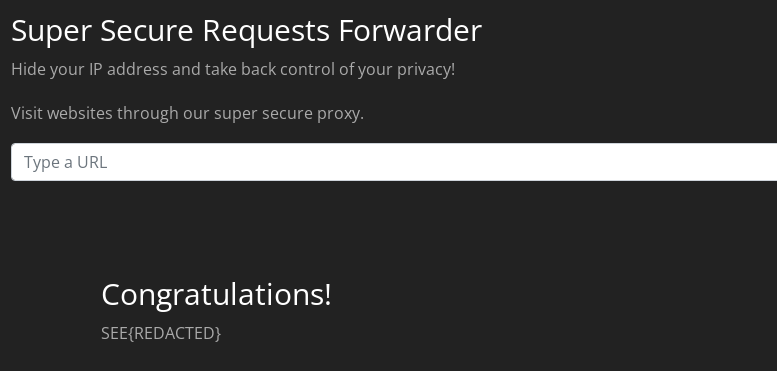 Super Secure Requests Forwarder
Hide your IP address and take back control of your privacy!
Visit websites through our super secure proxy.
Type a URL
Congratulations!
SEE{REDACTED}